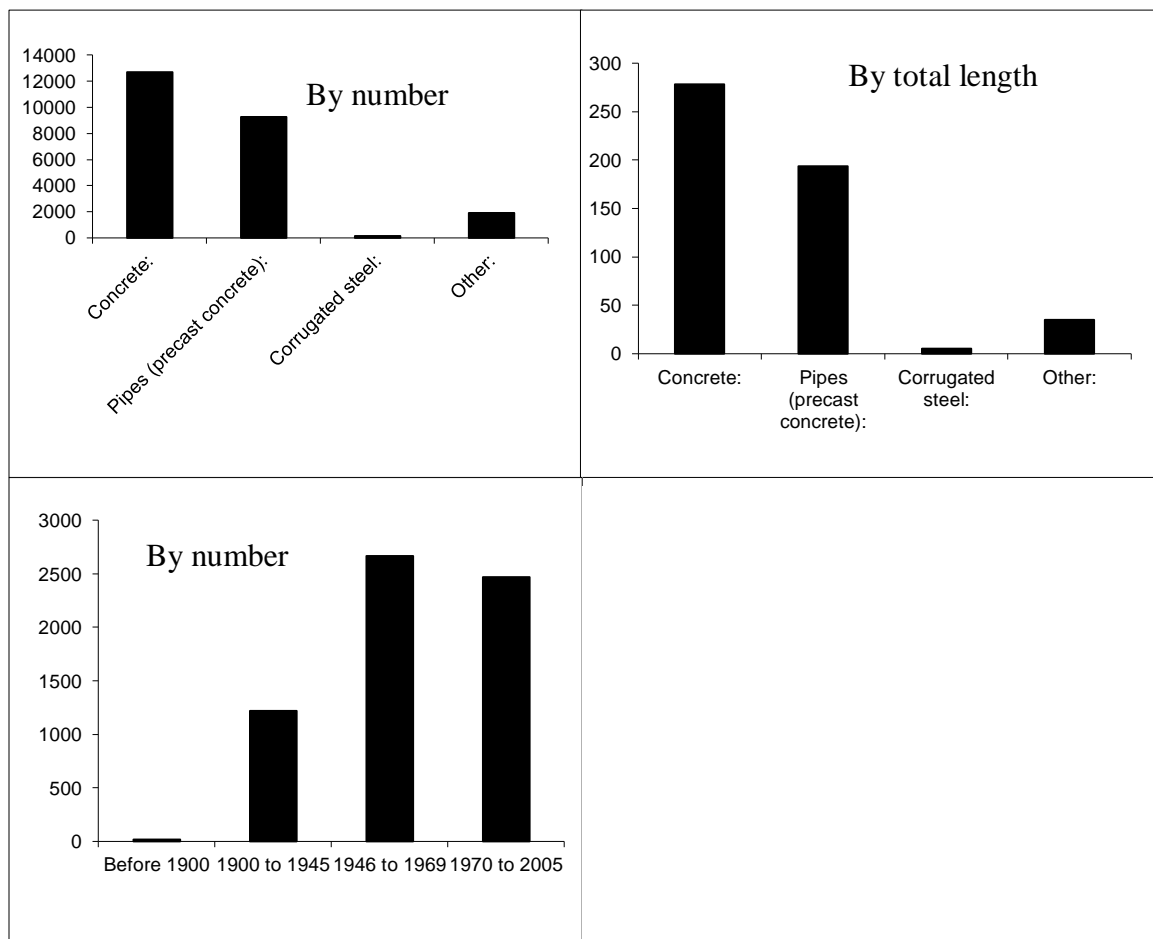 By number
14000
12000
10000
8000
6000
4000
2000
0
Concrete:
Pipes (precast concrete):
Corrugated steel:
Other:
By total length
300
250
200
150
100
50
0
Concrete:
Pipes
(precast
concrete):
Corrugated
steel:
Other:
By number
3000
2500
2000
1500
1000
500
0
Before 1900 1900 to 1945 1946 to 1969 1970 to 2005